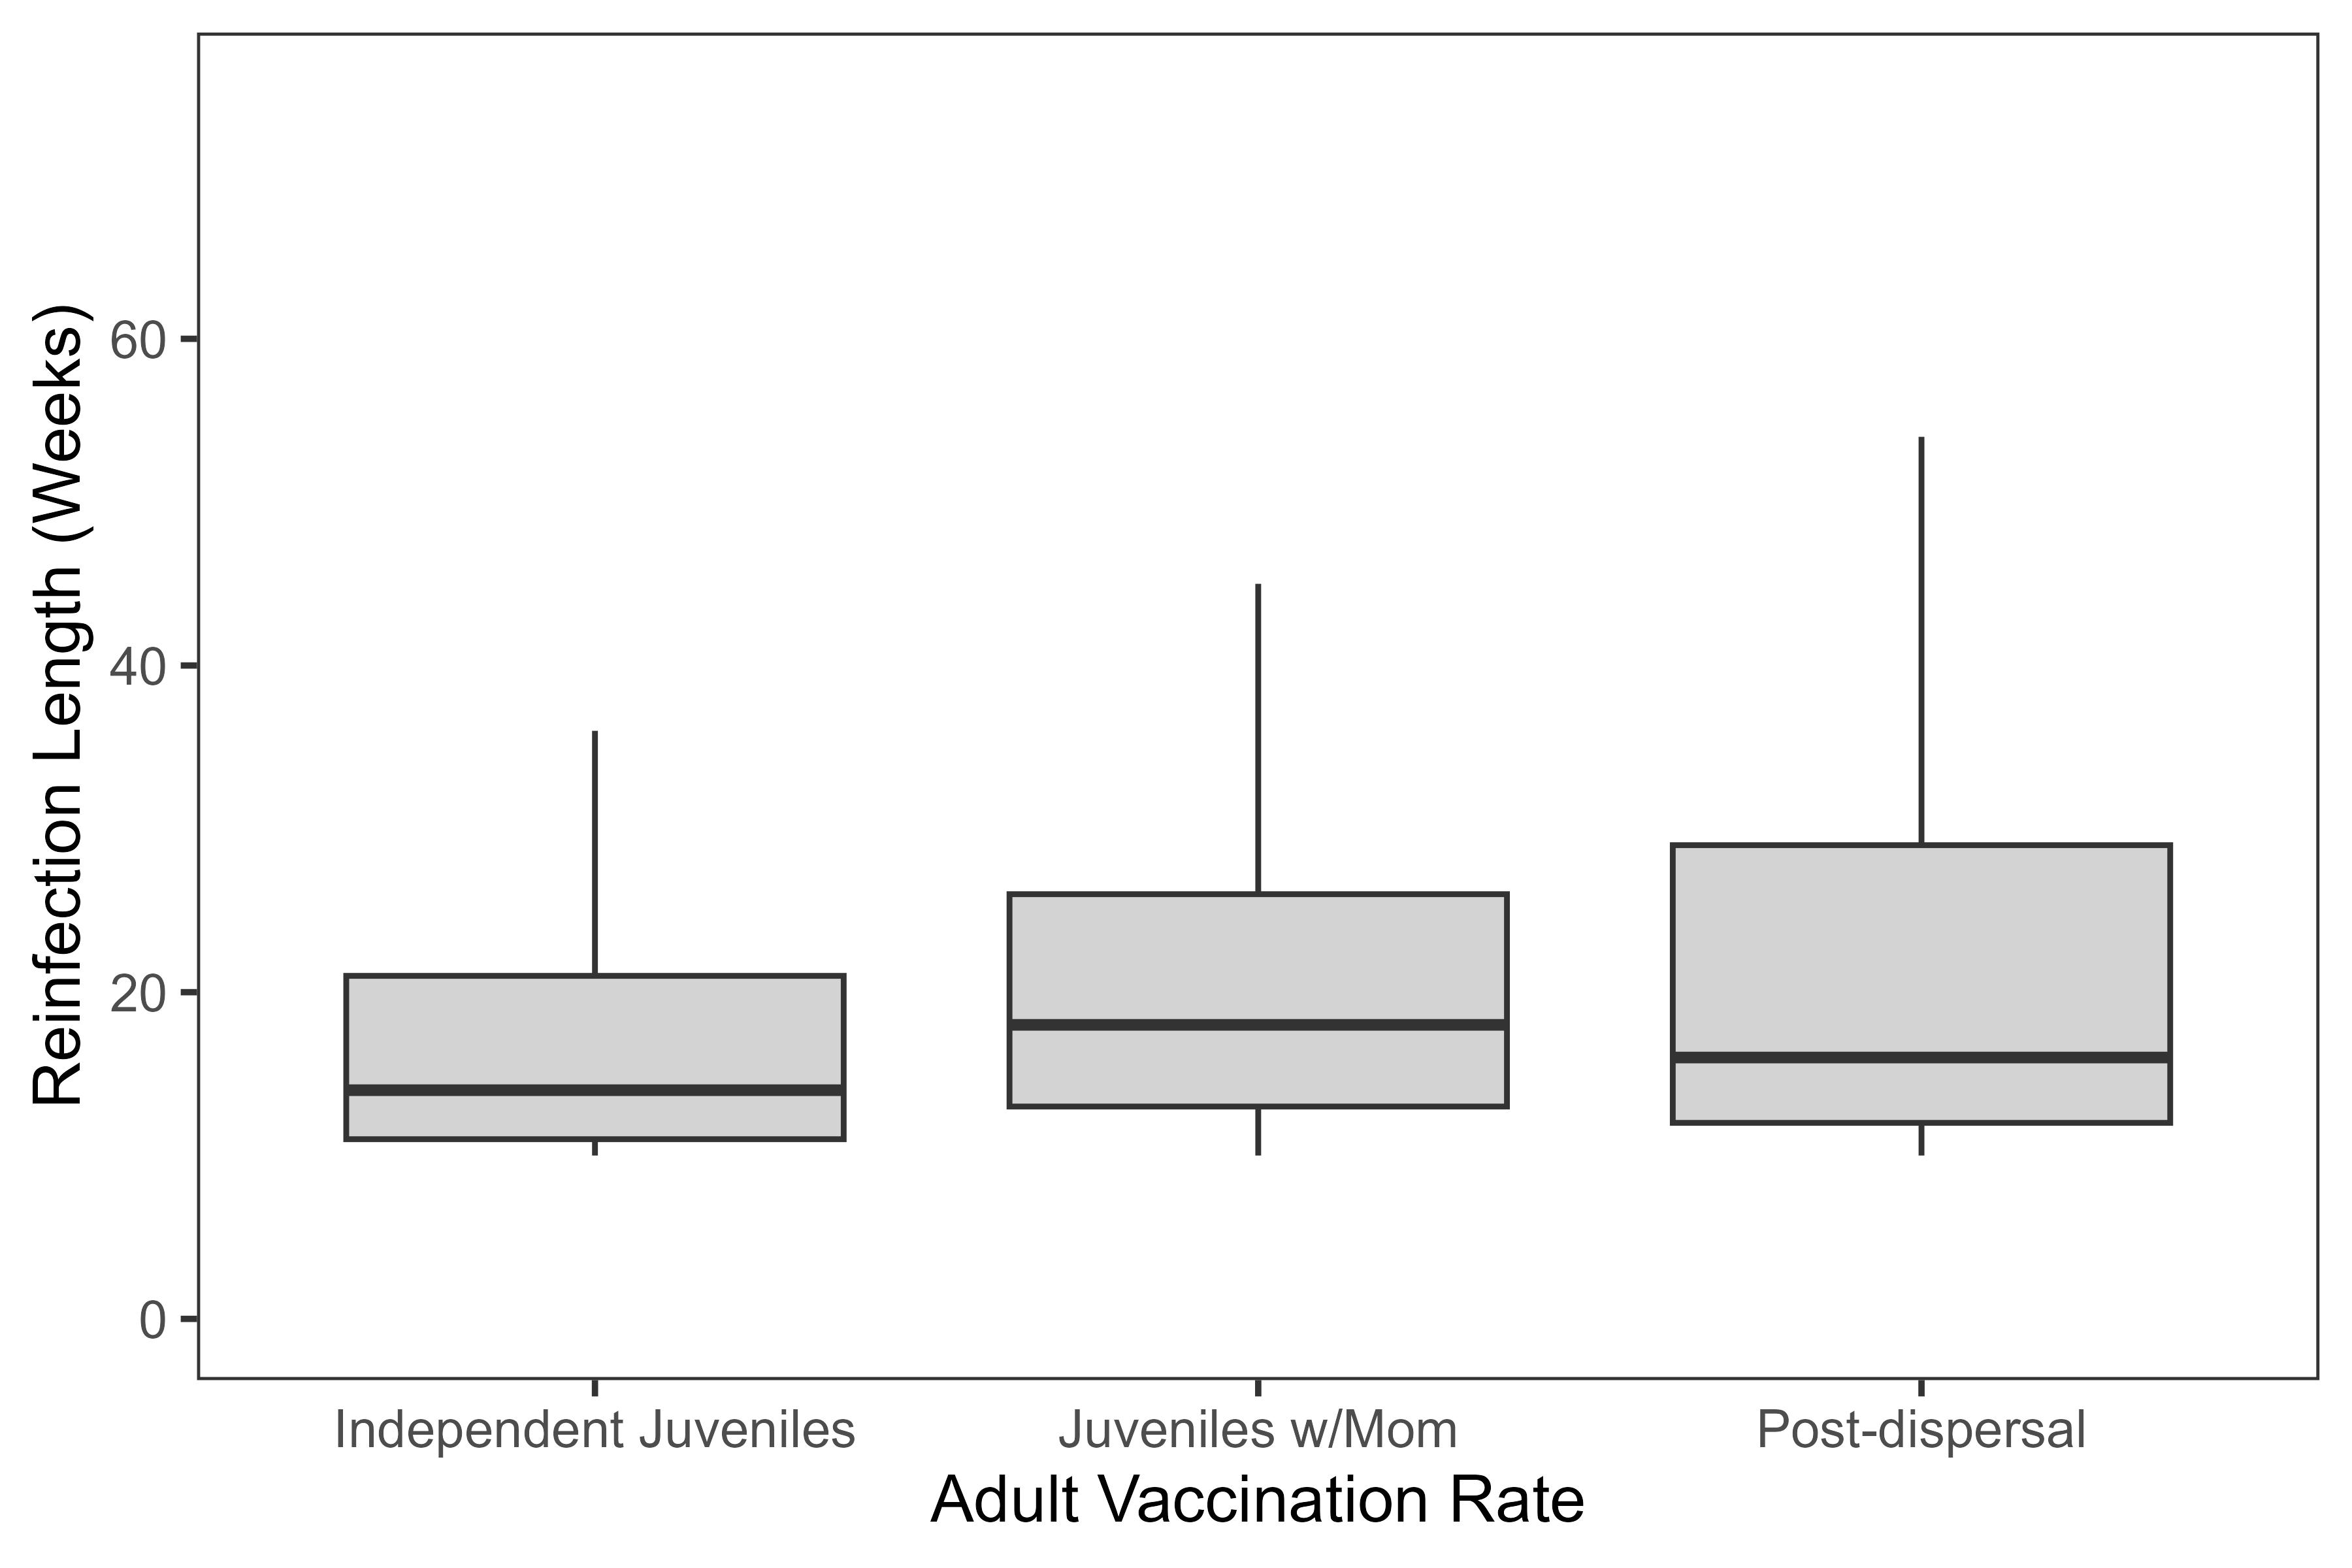 Reinfection Length (Weeks)
60
40
20
0
Independent Juveniles
Juveniles w/Mom
Post-dispersal
Adult Vaccination Rate